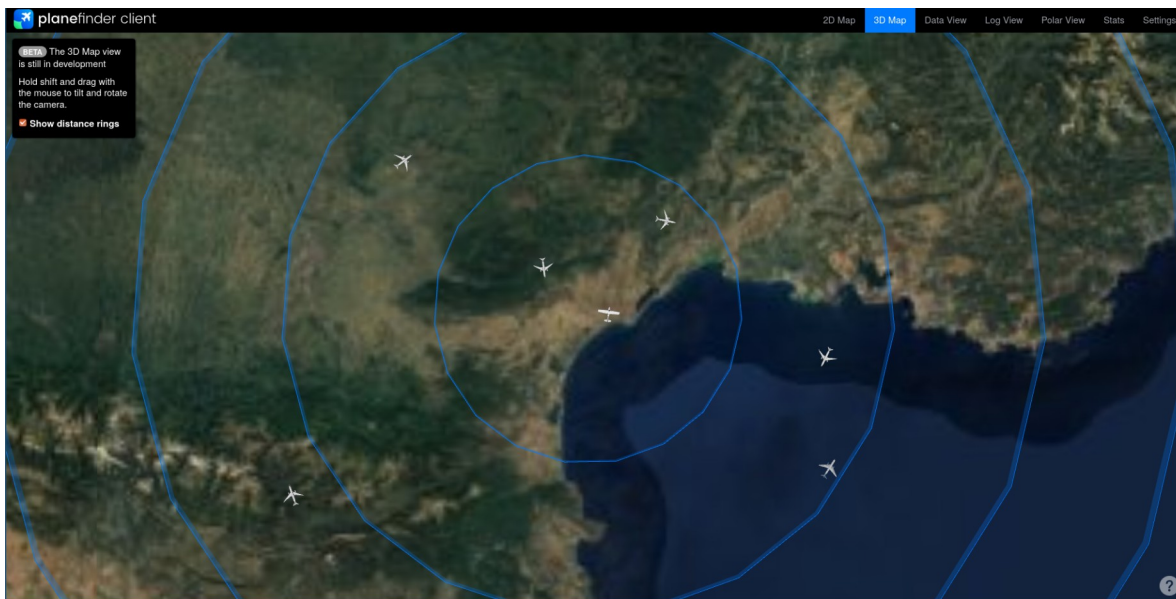 planefinder client
2D Map
3D Map
Data View
Log View
Polar View
Stats
Settings
BETA The 3D Map view
is still in development
Hold shift and drag with
the mouse to tilt and rotate
the camera.
Show distance rings
?